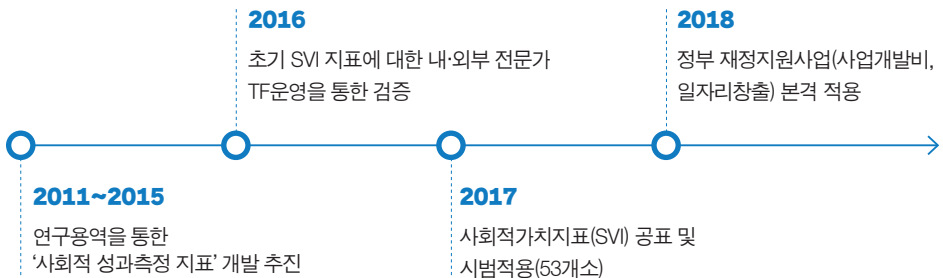 2011~2015
연구용역을 통한
‘사회적 성과측정 지표’ 개발 추진
2016
초기 SVI 지표에 대한 내·외부 전문가
TF운영을 통한 검증
2017
사회적가치지표(SVI) 공표 및
시범적용(53개소)
2018
정부 재정지원사업(사업개발비,
일자리창출) 본격 적용